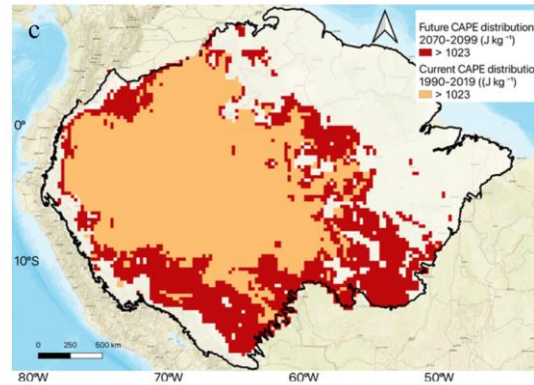 c
Future CAPE distribution
2070-2099 (J kg ⁻¹)
> 1023
Current CAPE distribution
1990-2019 ((J kg ⁻¹)
> 1023
0°
10°S
0 250 500 km
80°W 70°W 60°W 50°W